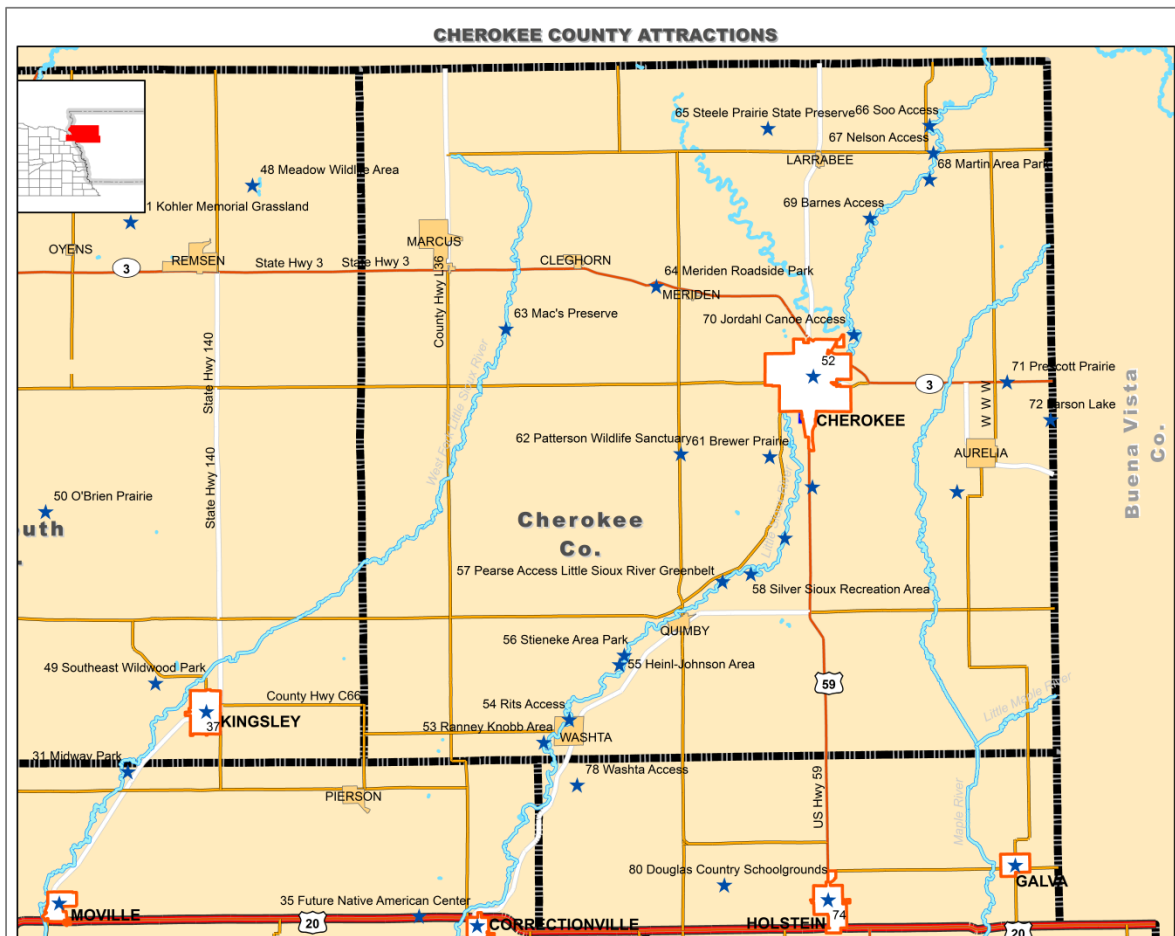 CHEROKEE COUNTY ATTRACTIONS
65 Steele Prairie State Preserve
66 Soo Access
67 Nelson Access
LARRABEE
68 Martin Area Park
48 Meadow Wildlife Area
1 Kohler Memorial Grassland
69 Barnes Access
OYENS
REMSEN
MARCUS
3
State Hwy 3
State Hwy 3
CLEGHORN
64 Meriden Roadside Park
MERIDEN
County Hwy L36
63 Mac's Preserve
70 Jordahl Canoe Access
State Hwy 140
West Fork Little Sioux River
52
3
71 Prescott Prairie
W W W
72 Larson Lake
CHEROKEE
62 Patterson Wildlife Sanctuary
61 Brewer Prairie
AURELIA
Buena Vista
Co.
50 O'Brien Prairie
uth
.
State Hwy 140
Cherokee
Co.
Little Sioux River
57 Pearse Access Little Sioux River Greenbelt
58 Silver Sioux Recreation Area
QUIMBY
56 Stieneke Area Park
55 Heinl-Johnson Area
49 Southeast Wildwood Park
County Hwy C66
59
54 Rits Access
37
KINGSLEY
53 Ranney Knobb Area
WASHTA
Little Maple River
31 Midway Park
78 Washta Access
PIERSON
US Hwy 59
Maple River
80 Douglas Country Schoolgrounds
GALVA
35 Future Native American Center
MOVILLE
20
CORRECTIONVILLE
HOLSTEIN
74
20